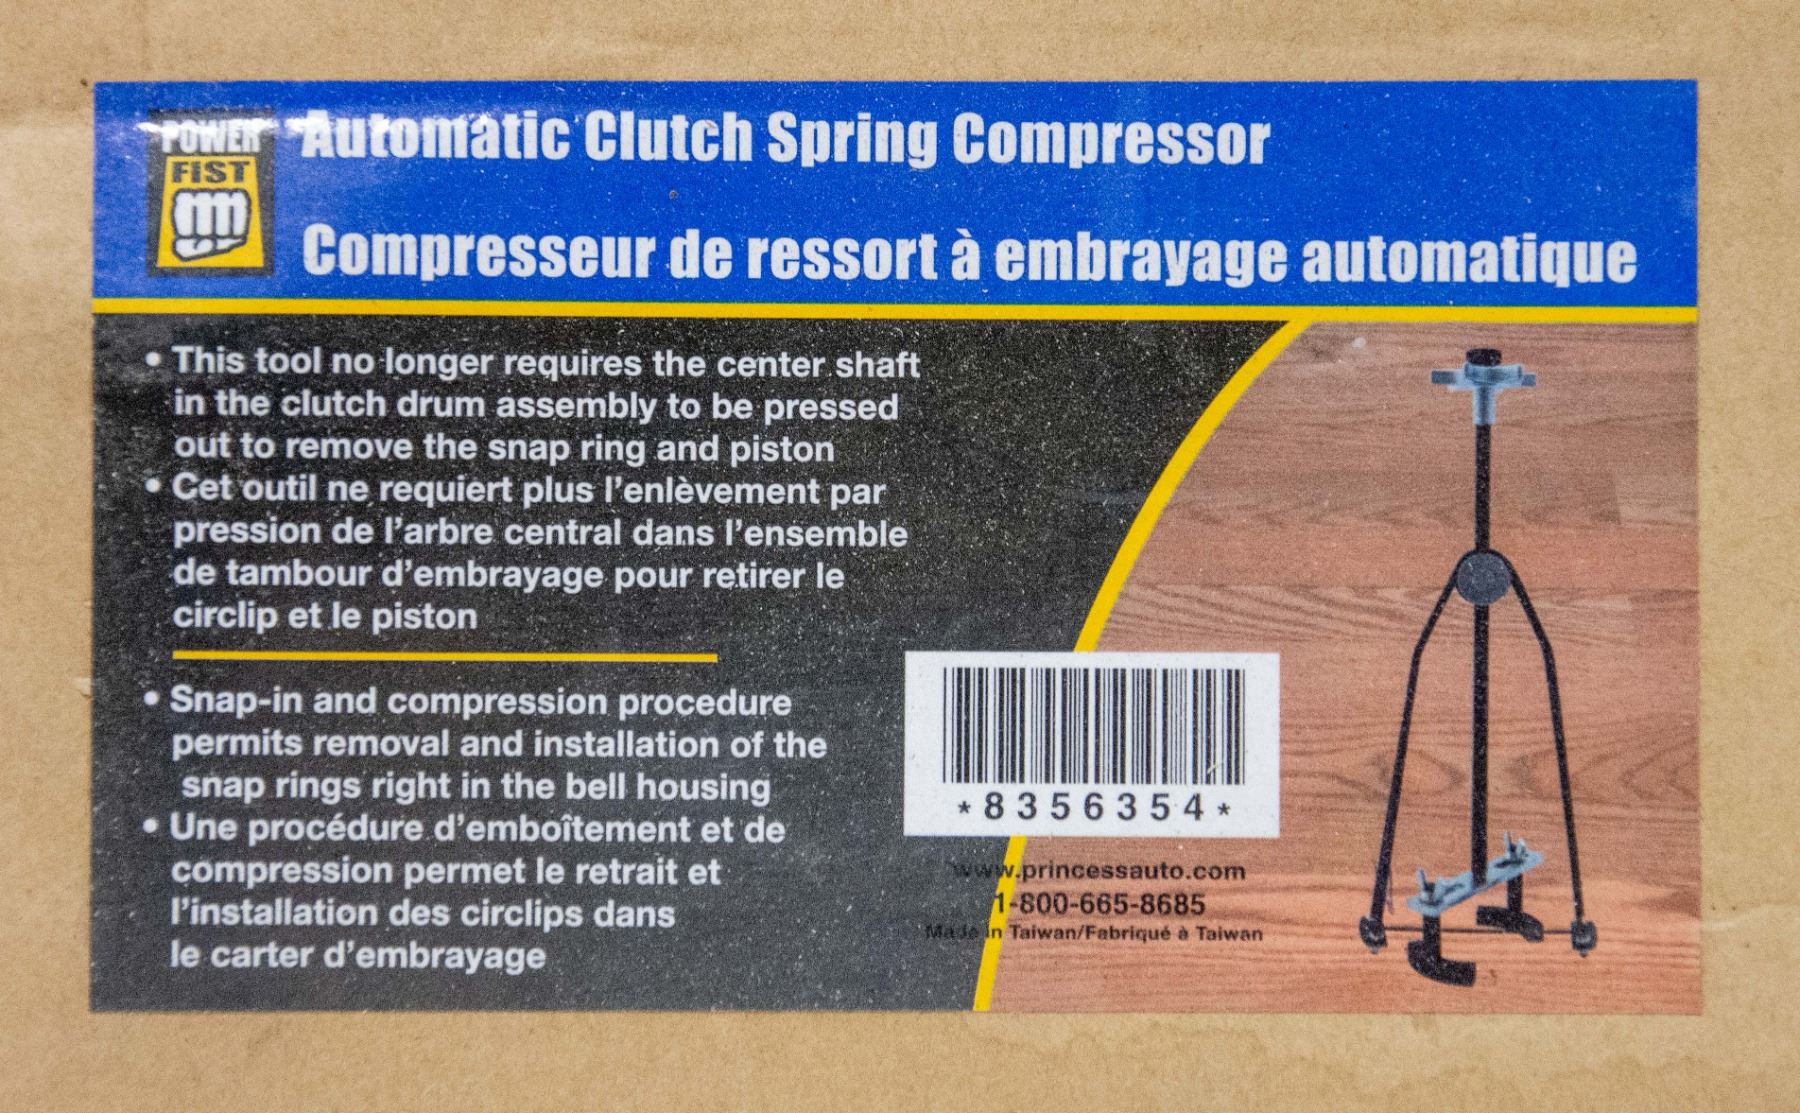 POWER
FIST
Automatic Clutch Spring Compressor
Compresseur de ressort à embrayage automatique
• This tool no longer requires the center shaft
in the clutch drum assembly to be pressed
out to remove the snap ring and piston
• Cet outil ne requiert plus l'enlèvement par
pression de l'arbre central dans l'ensemble
de tambour d'embrayage pour retirer le
circlip et le piston
• Snap-in and compression procedure
permits removal and installation of the
snap rings right in the bell housing
• Une procédure d'emboîtement et de
compression permet le retrait et
l'installation des circlips dans
le carter d'embrayage
*8356354*
www.princessauto.com
1-800-665-8685
Made in Taiwan/Fabriqué à Taiwan